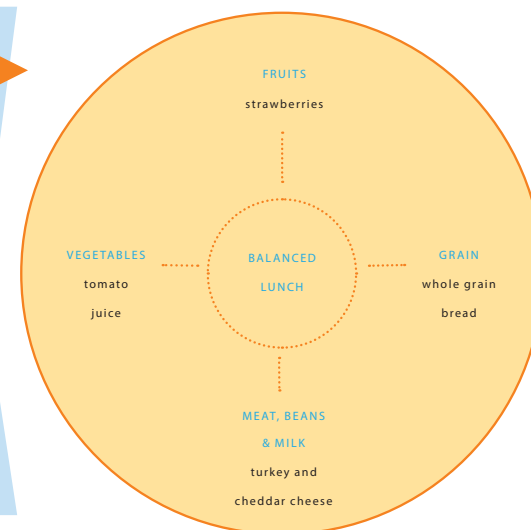 FRUITS
strawberries
VEGETABLES
tomato
juice
BALANCED
LUNCH
GRAIN
whole grain
bread
MEAT, BEANS
& MILK
turkey and
cheddar cheese